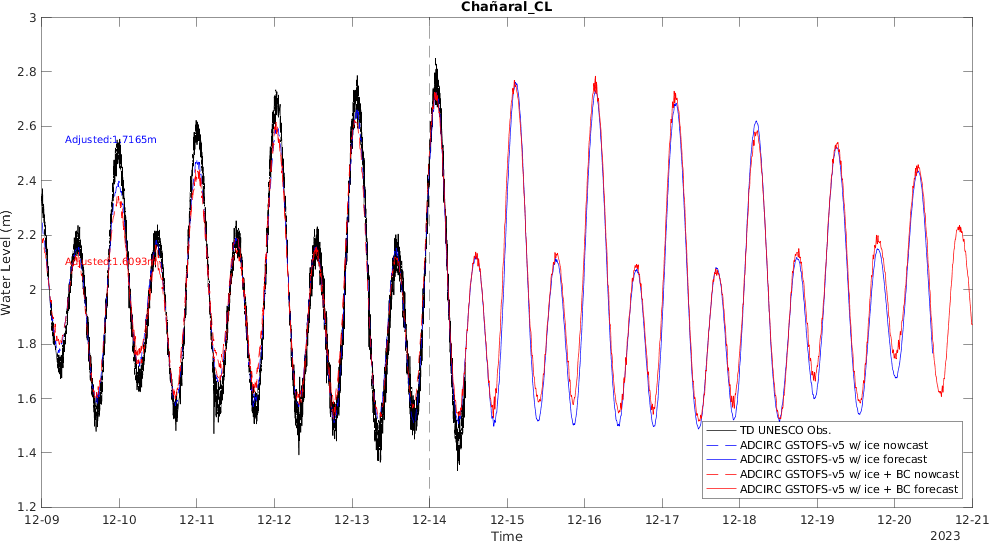 Chañaral_CL
3
2.8
2.6
2.4
2.2
2
1.8
1.6
1.4
1.2
Water Level (m)
Adjusted:1.7165m
Adjusted:1.6093m
TD UNESCO Obs.
ADCIRC GSTOFS-v5 w/ ice nowcast
ADCIRC GSTOFS-v5 w/ ice forecast
ADCIRC GSTOFS-v5 w/ ice + BC nowcast
ADCIRC GSTOFS-v5 w/ ice + BC forecast
12-09 12-10 12-11 12-12 12-13 12-14 12-15 12-16 12-17 12-18 12-19 12-20 12-21
Time
2023